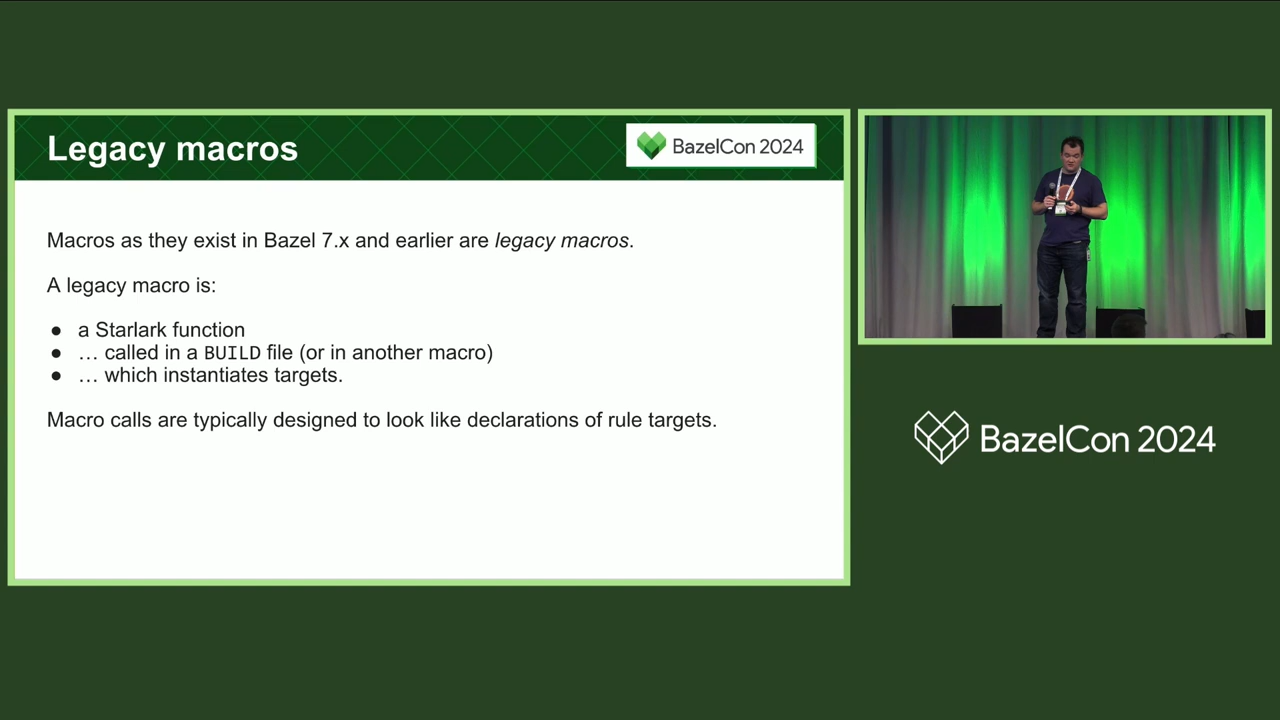 Legacy macros
BazelCon 2024
Macros as they exist in Bazel 7.x and earlier are legacy macros.
A legacy macro is:
● a Starlark function
● … called in a BUILD file (or in another macro)
● … which instantiates targets.
Macro calls are typically designed to look like declarations of rule targets.
BazelCon 2024